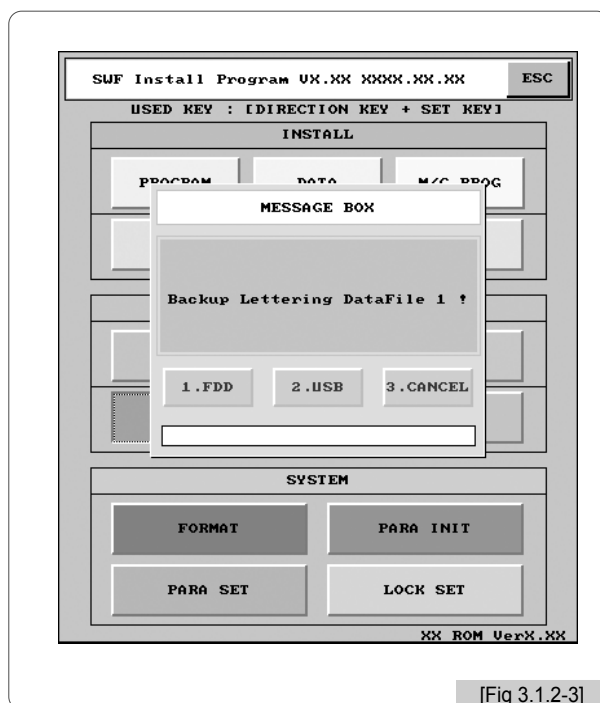 SWF Install Program VX.XX XXXX.XX.XX ESC
USED KEY : [DIRECTION KEY + SET KEY]
INSTALL
PROGRAM DATA M/C PROG
MESSAGE BOX
Backup Lettering DataFile 1 !
1.FDD 2.USB 3.CANCEL
SYSTEM
FORMAT PARA INIT
PARA SET LOCK SET
XX ROM VerX.XX
[Fig 3.1.2-3]